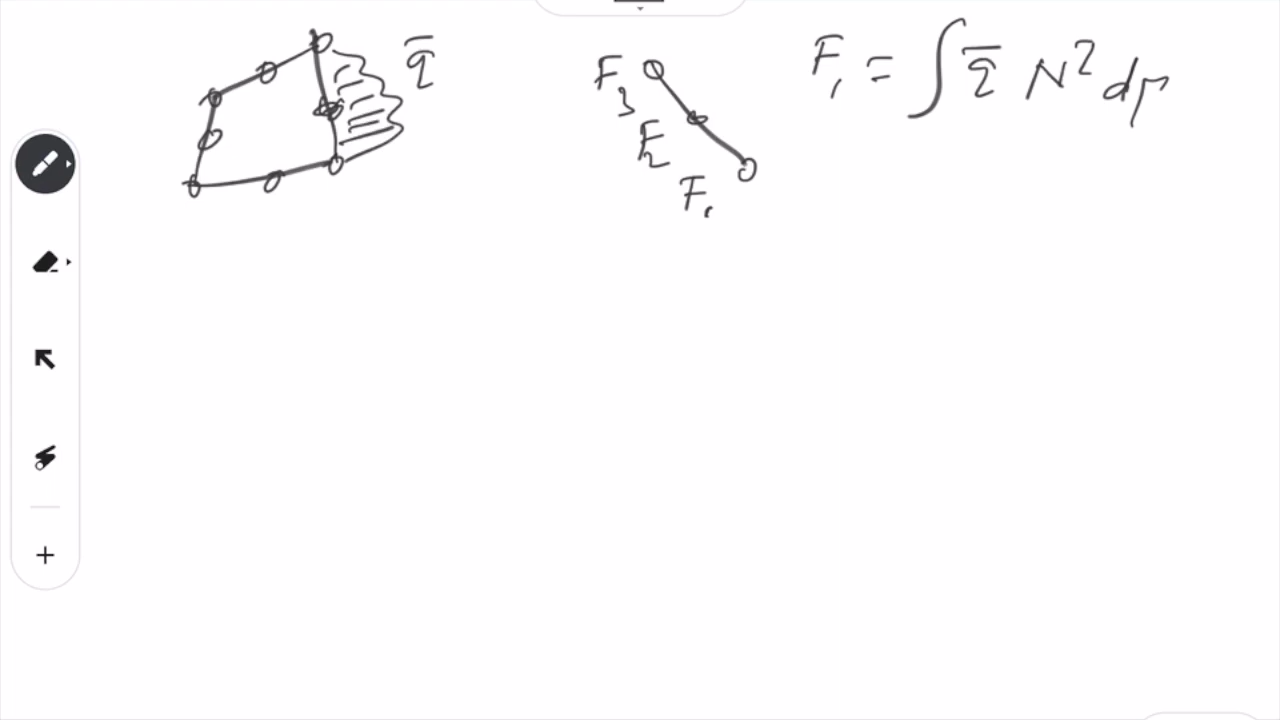 q̄
F₃
F₂
F₁
F₁ = ∫ q̄ N² dΓ